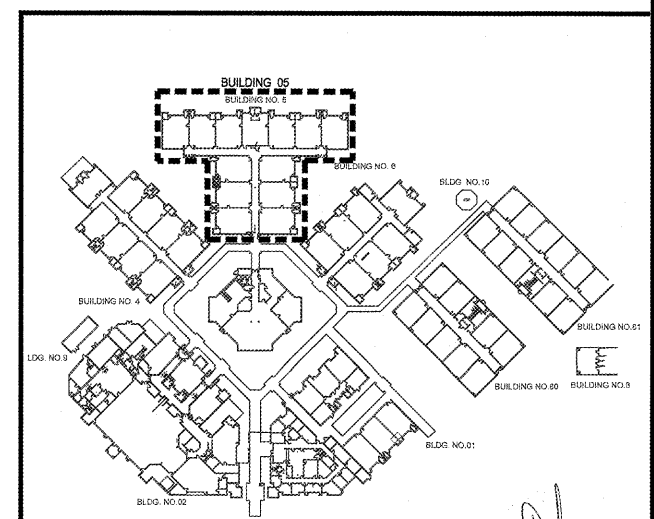 BUILDING 05
BUILDING NO. 5
BUILDING NO. 6
BLDG. NO.10
BUILDING NO. 4
BUILDING NO.61
LDG. NO.9
BUILDING NO.60
BUILDING NO.8
BLDG. NO.01
BLDG. NO.02